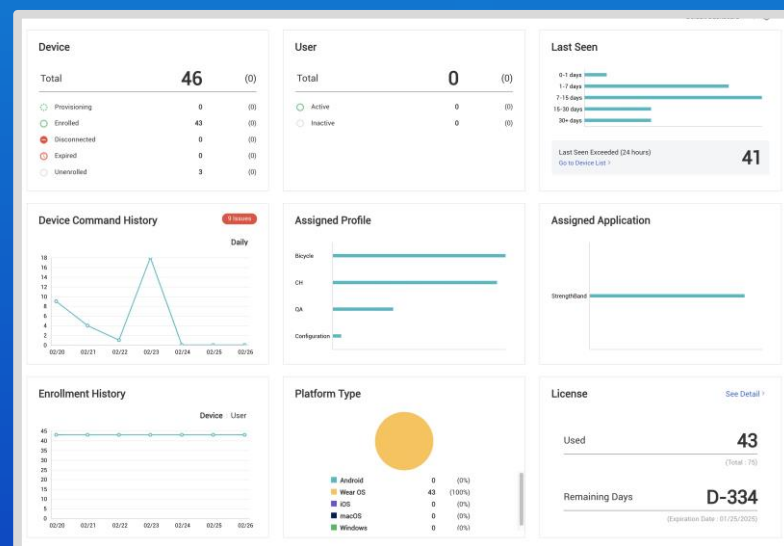 Device
Total 46 (0)
Provisioning 0 (0)
Enrolled 43 (0)
Disconnected 0 (0)
Expired 0 (0)
Unenrolled 3 (0)
User
Total 0 (0)
Active 0 (0)
Inactive 0 (0)
Last Seen
0-1 days
1-7 days
7-15 days
15-30 days
30+ days
Last Seen Exceeded (24 hours) 41
Go to Device List >
Device Command History 9 Issues
Daily
18
16
14
12
10
8
6
4
2
0
02/20 02/21 02/22 02/23 02/24 02/25 02/26
Assigned Profile
Bicycle
CH
QA
Configuration
Assigned Application
StrengthBand
Enrollment History
Device User
45
40
35
30
25
20
15
10
5
0
02/20 02/21 02/22 02/23 02/24 02/25 02/26
Platform Type
Android 0 (0%)
Wear OS 43 (100%)
iOS 0 (0%)
macOS 0 (0%)
Windows 0 (0%)
License See Detail >
Used 43
(Total : 75)
Remaining Days D-334
(Expiration Date : 01/25/2025)